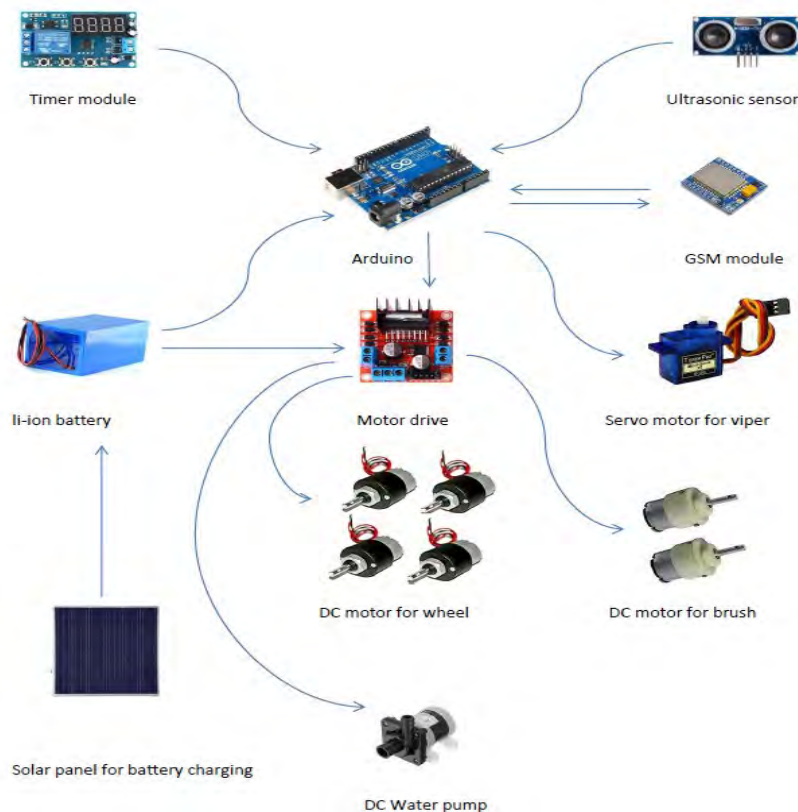 Timer module
Ultrasonic sensor
Arduino
GSM module
li-ion battery
Motor drive
Servo motor for viper
DC motor for wheel
DC motor for brush
Solar panel for battery charging
DC Water pump